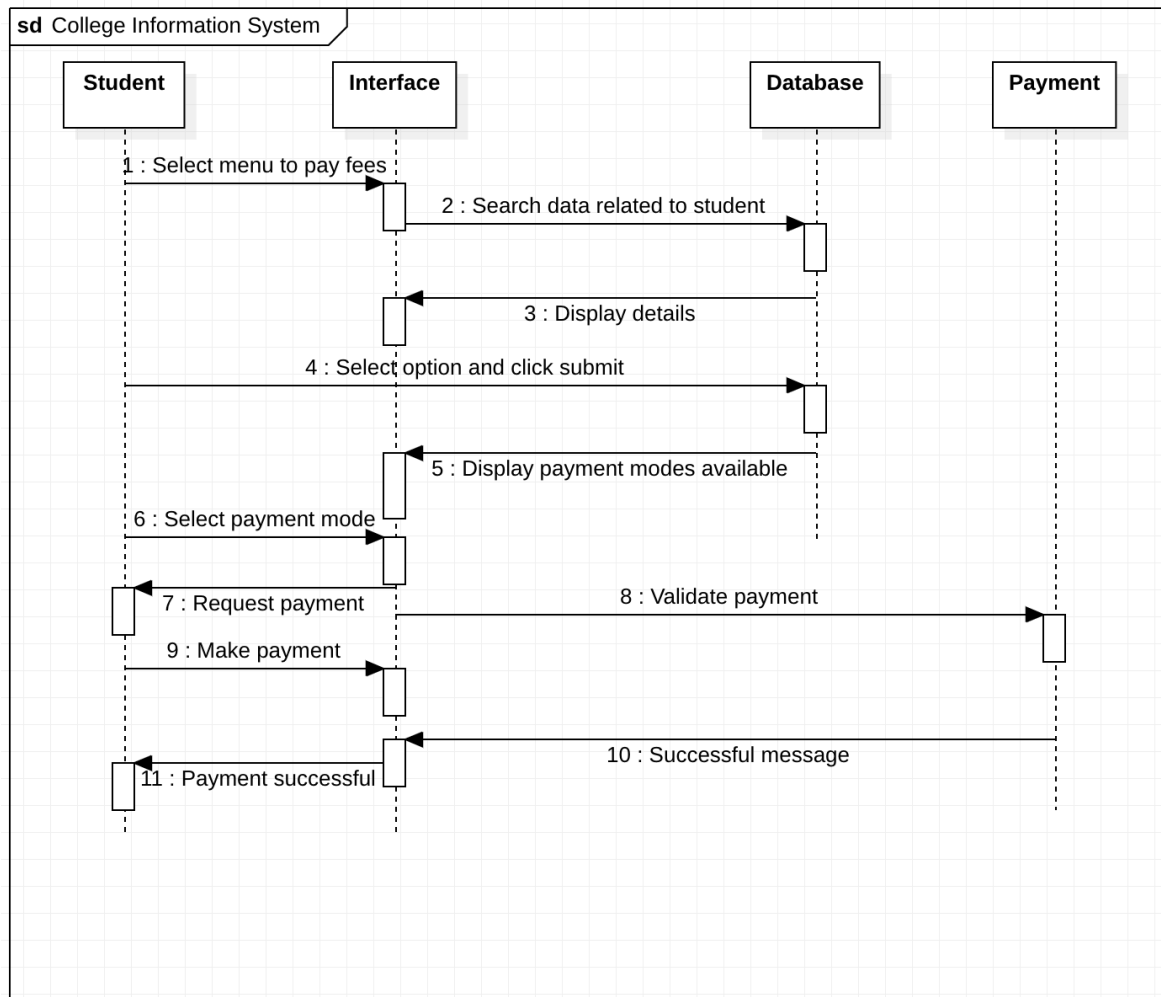 sd College Information System
Student
Interface
Database
Payment
1 : Select menu to pay fees
2 : Search data related to student
3 : Display details
4 : Select option and click submit
5 : Display payment modes available
6 : Select payment mode
7 : Request payment
8 : Validate payment
9 : Make payment
10 : Successful message
11 : Payment successful